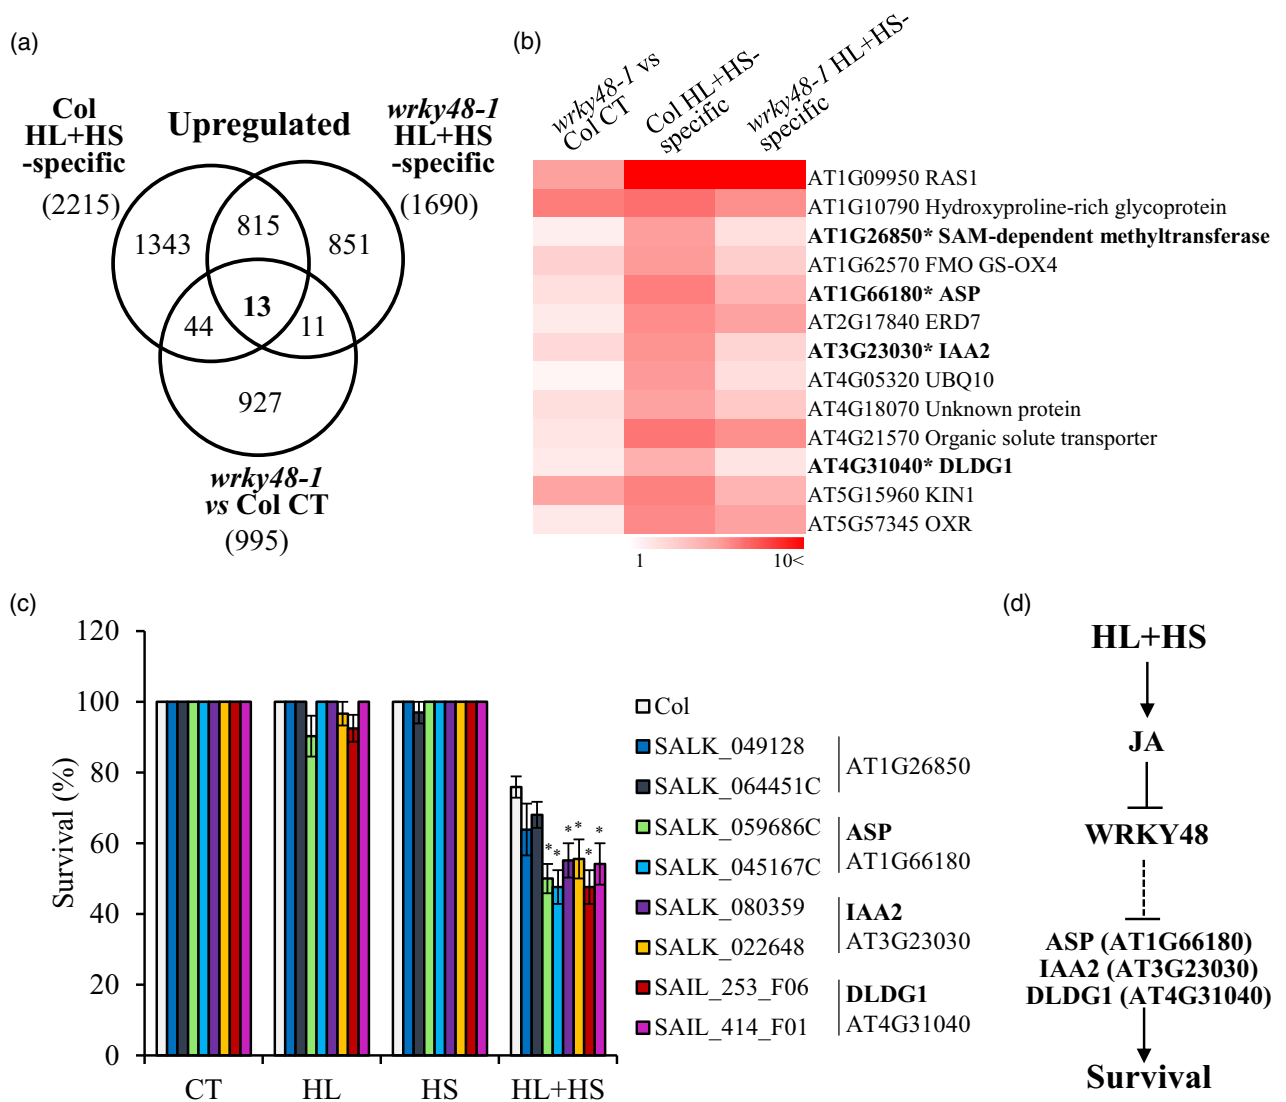 (a)
Col
HL+HS
-specific
(2215)
Upregulated
wrky48-1
HL+HS
-specific
(1690)
1343
815
851
13
44
11
927
wrky48-1
vs Col CT
(995)
(b)
wrky48-1 vs
Col CT
Col HL+HS-
specific
wrky48-1 HL+HS-
specific
AT1G09950 RAS1
AT1G10790 Hydroxyproline-rich glycoprotein
AT1G26850* SAM-dependent methyltransferase
AT1G62570 FMO GS-OX4
AT1G66180* ASP
AT2G17840 ERD7
AT3G23030* IAA2
AT4G05320 UBQ10
AT4G18070 Unknown protein
AT4G21570 Organic solute transporter
AT4G31040* DLDG1
AT5G15960 KIN1
AT5G57345 OXR
1 10<
(c)
Survival (%)
120
100
80
60
40
20
0
* * * * * *
CT HL HS HL+HS
Col
SALK_049128
SALK_064451C
AT1G26850
SALK_059686C
SALK_045167C
ASP
AT1G66180
SALK_080359
SALK_022648
IAA2
AT3G23030
SAIL_253_F06
SAIL_414_F01
DLDG1
AT4G31040
(d)
HL+HS
JA
WRKY48
ASP (AT1G66180)
IAA2 (AT3G23030)
DLDG1 (AT4G31040)
Survival